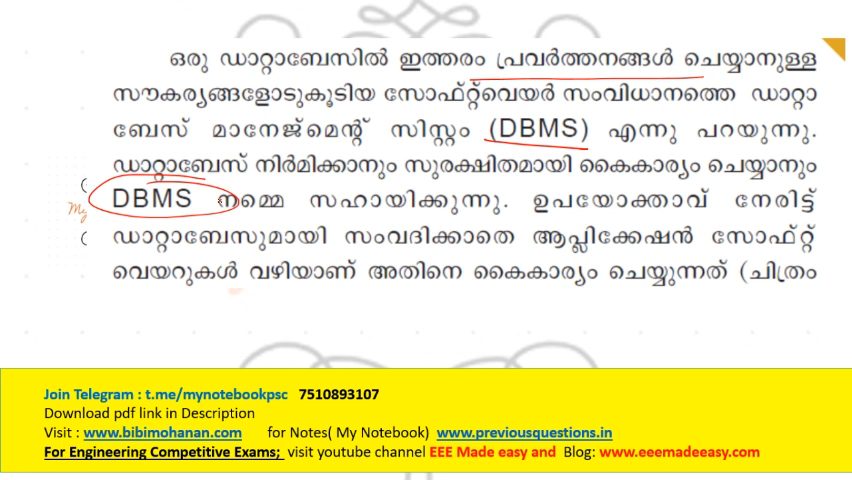 ഒരു ഡാറ്റാബേസിൽ ഇത്തരം പ്രവർത്തനങ്ങൾ ചെയ്യാനുള്ള
സൗകര്യങ്ങളോടുകൂടിയ സോഫ്റ്റ്‌വെയർ സംവിധാനത്തെ ഡാറ്റാ
ബേസ് മാനേജ്മെന്റ് സിസ്റ്റം (DBMS) എന്നു പറയുന്നു.
ഡാറ്റാബേസ് നിർമിക്കാനും സുരക്ഷിതമായി കൈകാര്യം ചെയ്യാനും
DBMS നമ്മെ സഹായിക്കുന്നു. ഉപയോക്താവ് നേരിട്ട്
My
ഡാറ്റാബേസുമായി സംവദിക്കാതെ ആപ്ലിക്കേഷൻ സോഫ്റ്റ്
വെയറുകൾ വഴിയാണ് അതിനെ കൈകാര്യം ചെയ്യുന്നത് (ചിത്രം
Join Telegram : t.me/mynotebookpsc 7510893107
Download pdf link in Description
Visit : www.bibimohanan.com for Notes( My Notebook) www.previousquestions.in
For Engineering Competitive Exams; visit youtube channel EEE Made easy and Blog: www.eeemadeeasy.com